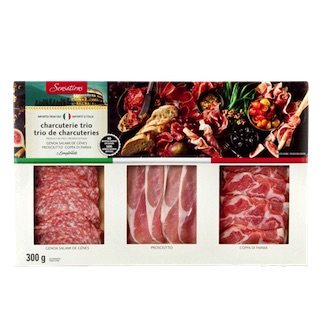 Sensations
IMPORTED FROM ITALY IMPORTÉ D'ITALIE
charcuterie trio
trio de charcuteries
GENOA SALAMI DE GÊNES
PROSCIUTTO · COPPA DI PARMA
GENOA SALAMI DE GÊNES
PROSCIUTTO
COPPA DI PARMA
300 g